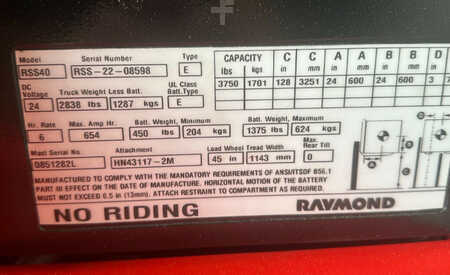 Model Serial Number Type CAPACITY C C A A B B D
lbs kgs in mm in mm in mm
RSS40 RSS-22-08598 E 3750 1701 128 3251 24 600 24 600 3
DC Voltage Truck Weight Less Batt. UL Class Batt.Type
24 2838 lbs 1287 kgs E
Hr. Rate Max. Amp Hr. Batt. Weight, Minimum Batt. Weight, Maximum Max. Rear Tilt
6 654 450 lbs 204 kgs 1375 lbs 624 kgs
Mast Serial No. Attachment Load Wheel Tread Width
0851282L HN43117-2M 45 in 1143 mm 0
MANUFACTURED TO COMPLY WITH THE MANDATORY REQUIREMENTS OF ANSI/ITSDF B56.1
PART III EFFECTIVE ON THE DATE OF MANUFACTURE. HORIZONTAL MOTION OF THE BATTERY
MUST NOT EXCEED 0.5 in (13mm). ATTACH RESTRAINT TO COMPARTMENT AS REQUIRED.
NO RIDING RAYMOND